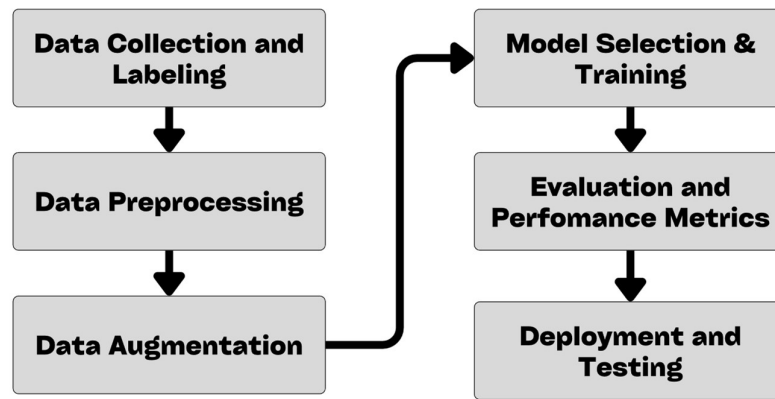 Data Collection and
Labeling
Data Preprocessing
Data Augmentation
Model Selection &
Training
Evaluation and
Perfomance Metrics
Deployment and
Testing